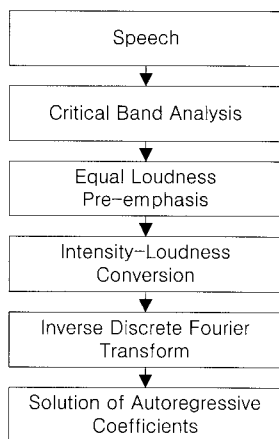 Speech
Critical Band Analysis
Equal Loudness
Pre-emphasis
Intensity-Loudness
Conversion
Inverse Discrete Fourier
Transform
Solution of Autoregressive
Coefficients